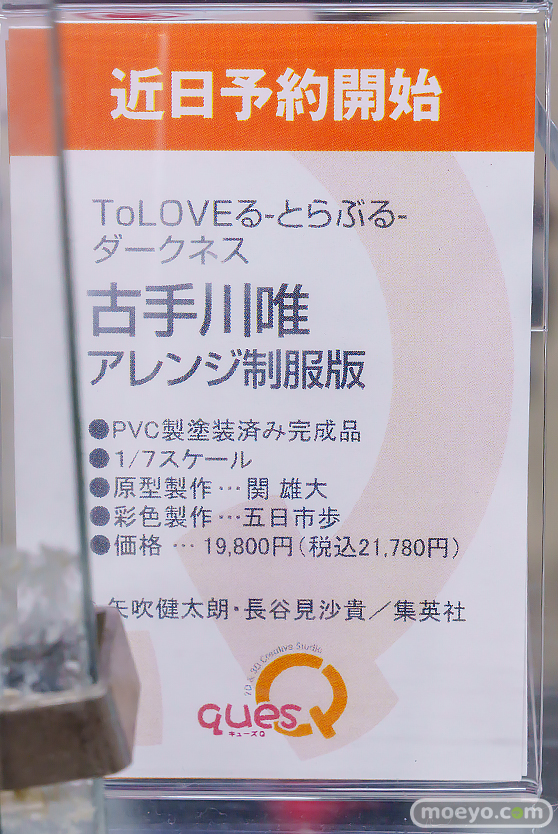 近日予約開始
ToLOVEる-とらぶる-
ダークネス
古手川唯
アレンジ制服版
●PVC製塗装済み完成品
●1/7スケール
●原型製作…関 雄大
●彩色製作…五日市歩
●価格…19,800円(税込21,780円)
矢吹健太朗・長谷見沙貴／集英社
2D & 3D Creative Studio
quesQ
キューズQ
moeyo.com